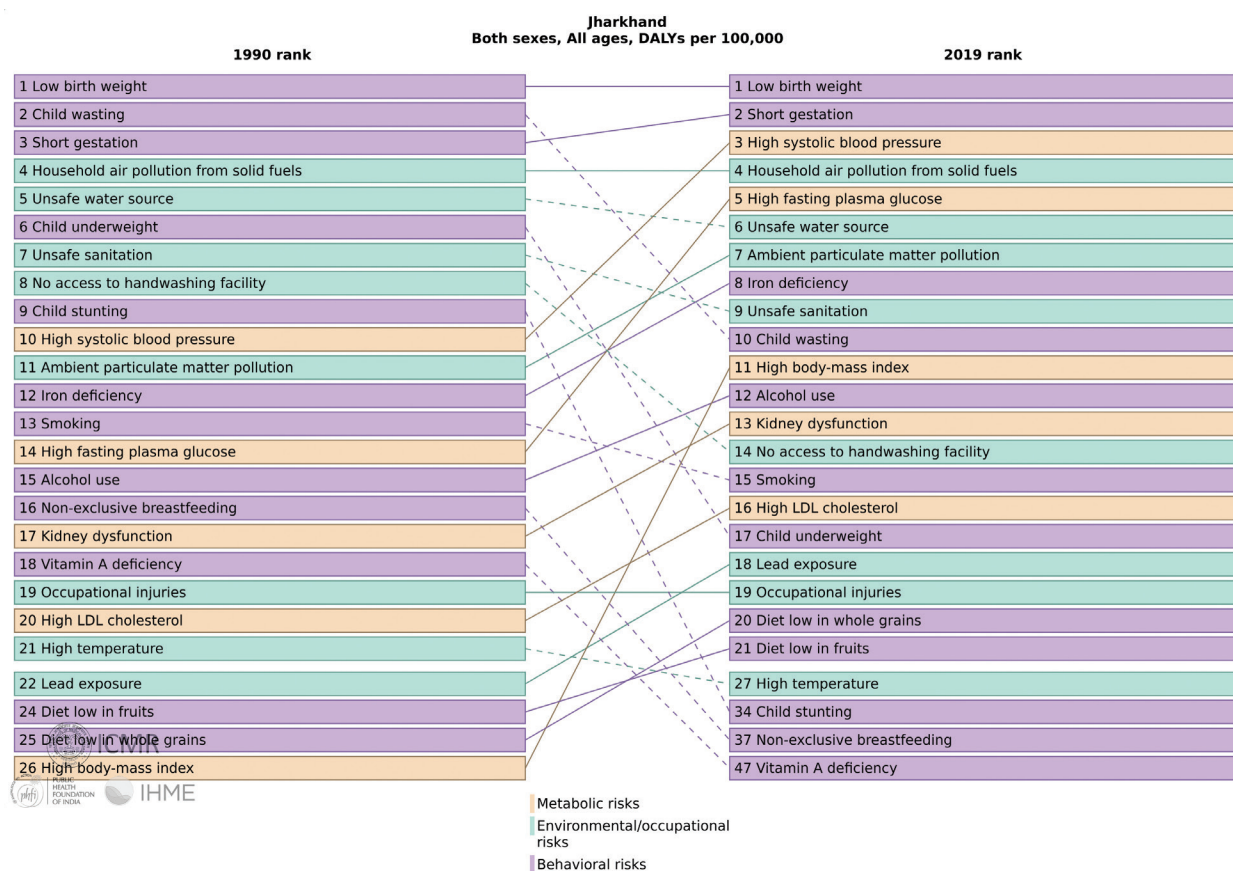 Jharkhand
Both sexes, All ages, DALYs per 100,000
1990 rank
2019 rank
1 Low birth weight
2 Child wasting
3 Short gestation
4 Household air pollution from solid fuels
5 Unsafe water source
6 Child underweight
7 Unsafe sanitation
8 No access to handwashing facility
9 Child stunting
10 High systolic blood pressure
11 Ambient particulate matter pollution
12 Iron deficiency
13 Smoking
14 High fasting plasma glucose
15 Alcohol use
16 Non-exclusive breastfeeding
17 Kidney dysfunction
18 Vitamin A deficiency
19 Occupational injuries
20 High LDL cholesterol
21 High temperature
22 Lead exposure
24 Diet low in fruits
25 Diet low in whole grains
26 High body-mass index
1 Low birth weight
2 Short gestation
3 High systolic blood pressure
4 Household air pollution from solid fuels
5 High fasting plasma glucose
6 Unsafe water source
7 Ambient particulate matter pollution
8 Iron deficiency
9 Unsafe sanitation
10 Child wasting
11 High body-mass index
12 Alcohol use
13 Kidney dysfunction
14 No access to handwashing facility
15 Smoking
16 High LDL cholesterol
17 Child underweight
18 Lead exposure
19 Occupational injuries
20 Diet low in whole grains
21 Diet low in fruits
27 High temperature
34 Child stunting
37 Non-exclusive breastfeeding
47 Vitamin A deficiency
ICMR
phfi
PUBLIC
HEALTH
FOUNDATION
OF INDIA
IHME
Metabolic risks
Environmental/occupational
risks
Behavioral risks